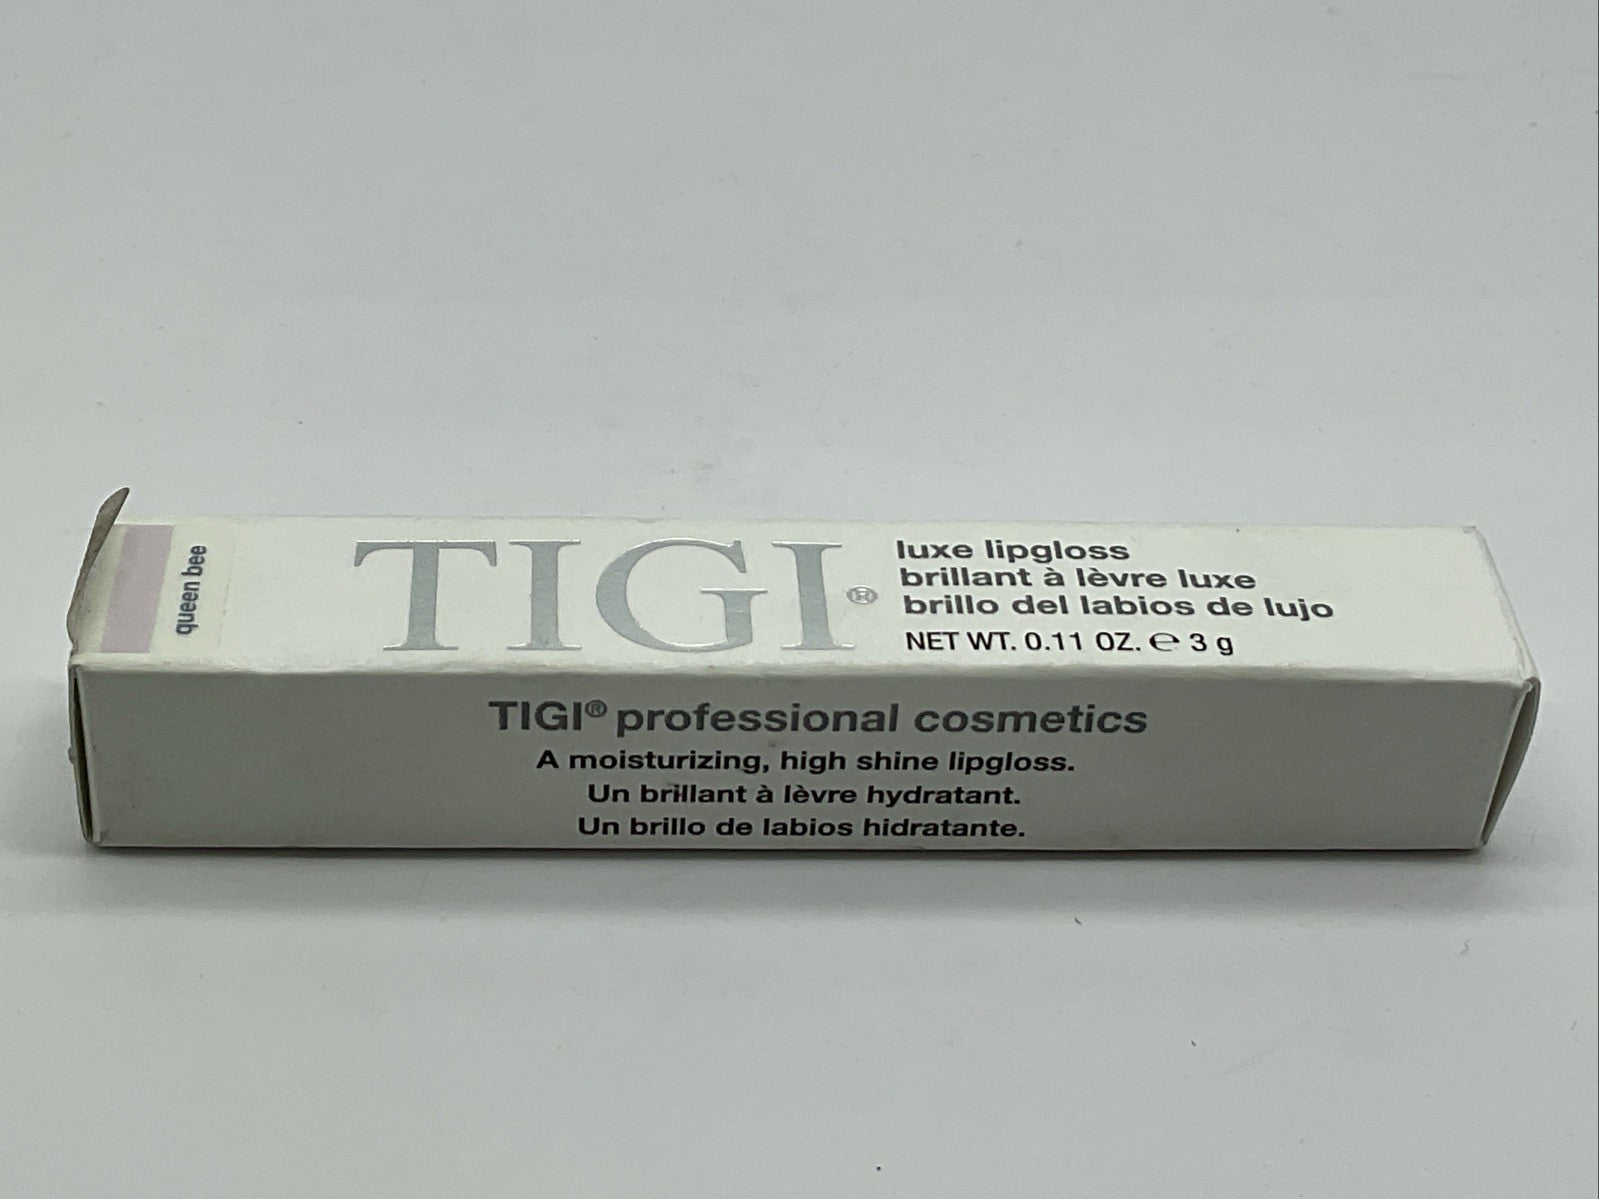 queen bee
TIGI®
luxe lipgloss
brillant à lèvre luxe
brillo del labios de lujo
NET WT. 0.11 OZ. ℮ 3 g
TIGI® professional cosmetics
A moisturizing, high shine lipgloss.
Un brillant à lèvre hydratant.
Un brillo de labios hidratante.